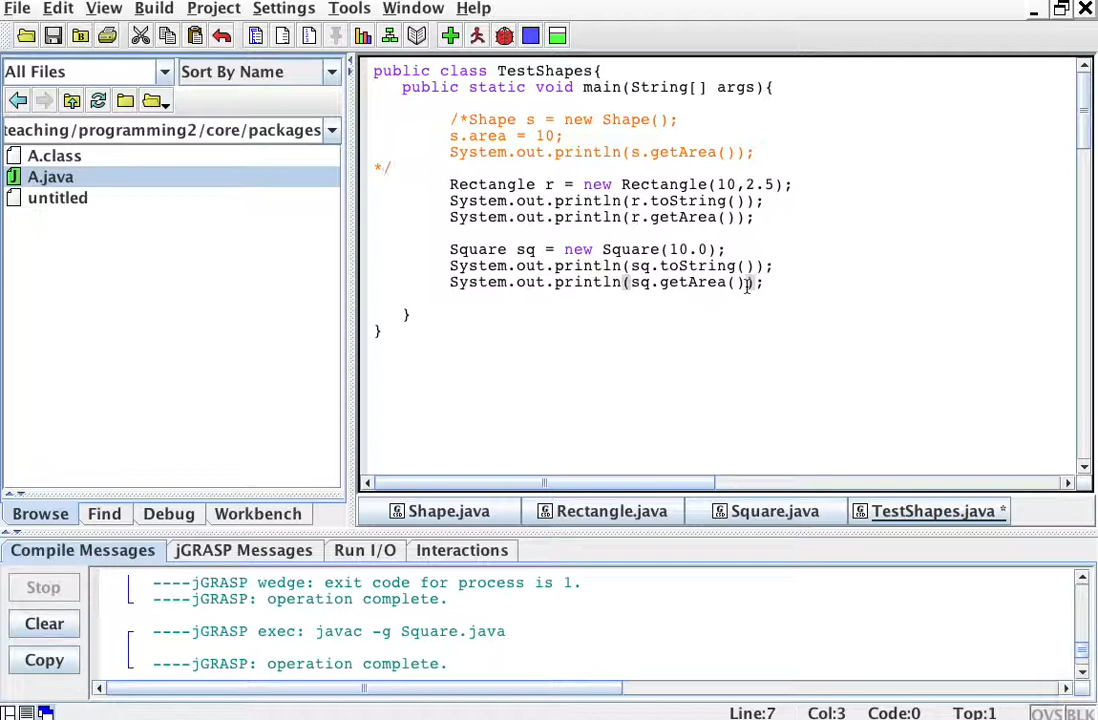 File Edit View Build Project Settings Tools Window Help
All Files
Sort By Name
teaching/programming2/core/packages
A.class
A.java
untitled
Browse Find Debug Workbench
public class TestShapes{
public static void main(String[] args){
/*Shape s = new Shape();
s.area = 10;
System.out.println(s.getArea());
*/
Rectangle r = new Rectangle(10,2.5);
System.out.println(r.toString());
System.out.println(r.getArea());
Square sq = new Square(10.0);
System.out.println(sq.toString());
System.out.println(sq.getArea());
}
}
Shape.java Rectangle.java Square.java TestShapes.java *
Compile Messages jGRASP Messages Run I/O Interactions
Stop
Clear
Copy
----jGRASP wedge: exit code for process is 1.
----jGRASP: operation complete.
----jGRASP exec: javac -g Square.java
----jGRASP: operation complete.
Line:7 Col:3 Code:0 Top:1 OVS BLK